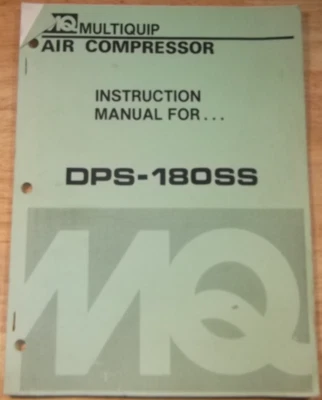 MQ MULTIQUIP
AIR COMPRESSOR
INSTRUCTION
MANUAL FOR...
DPS-180SS
MQ